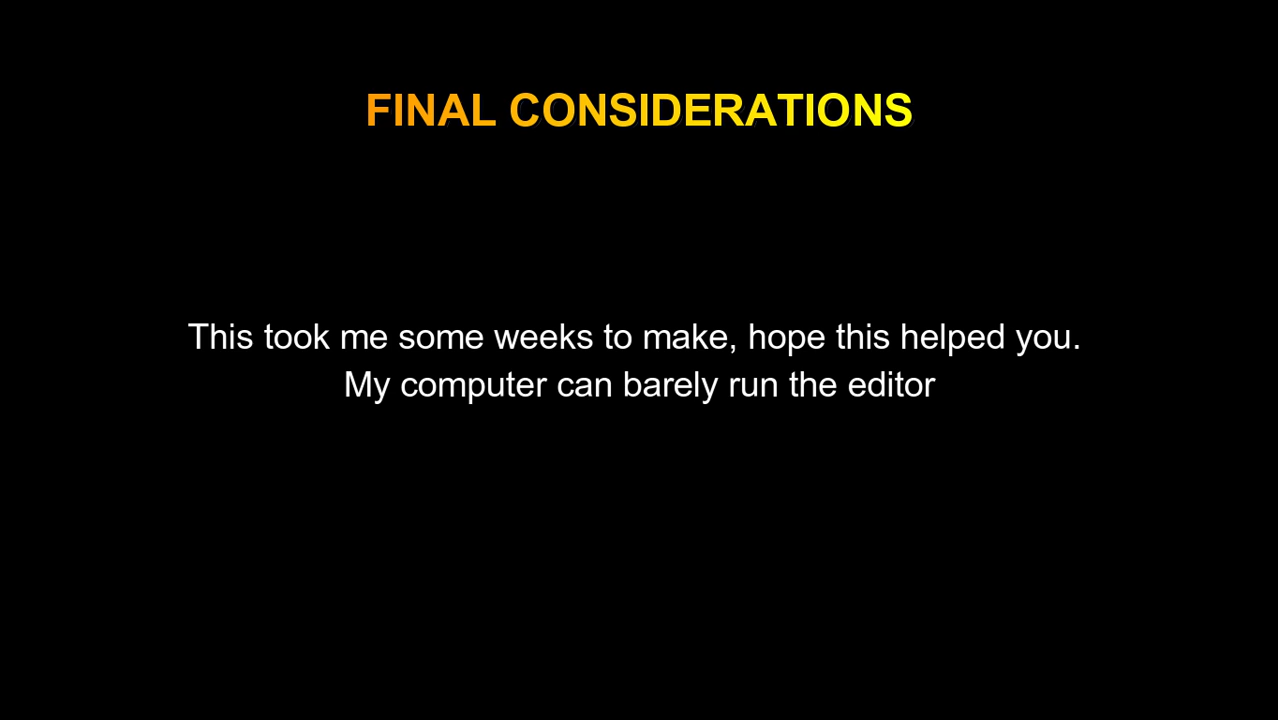 FINAL CONSIDERATIONS
This took me some weeks to make, hope this helped you.
My computer can barely run the editor